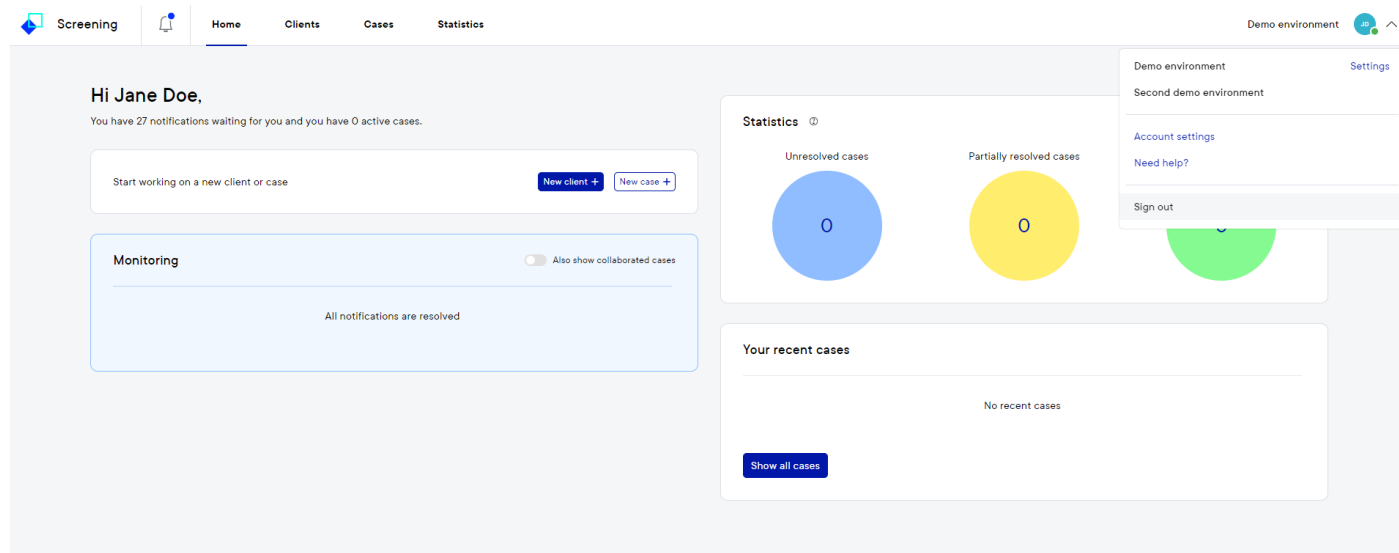 Screening
Home
Clients
Cases
Statistics
Demo environment
JD
Demo environment
Settings
Second demo environment
Account settings
Need help?
Sign out
Hi Jane Doe,
You have 27 notifications waiting for you and you have 0 active cases.
Start working on a new client or case
New client +
New case +
Monitoring
Also show collaborated cases
All notifications are resolved
Statistics
Unresolved cases
Partially resolved cases
0
0
Your recent cases
No recent cases
Show all cases